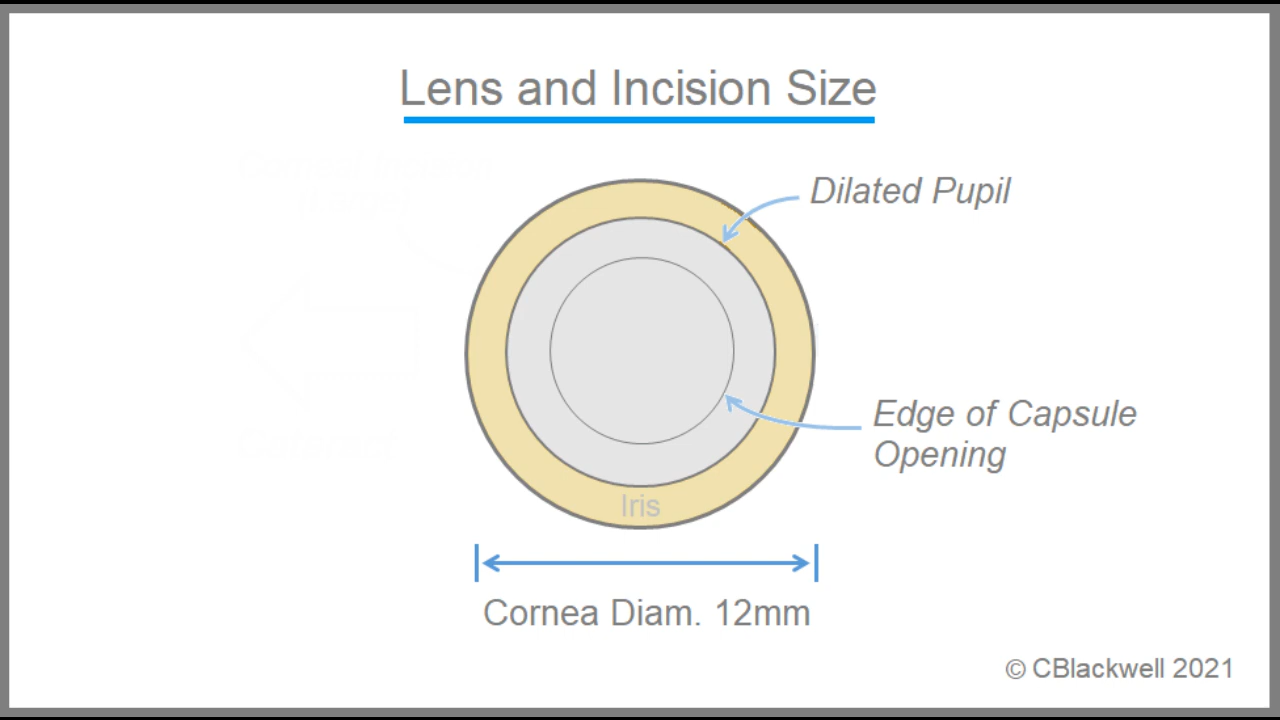 Lens and Incision Size
Dilated Pupil
Edge of Capsule
Opening
Iris
Cornea Diam. 12mm
© CBlackwell 2021